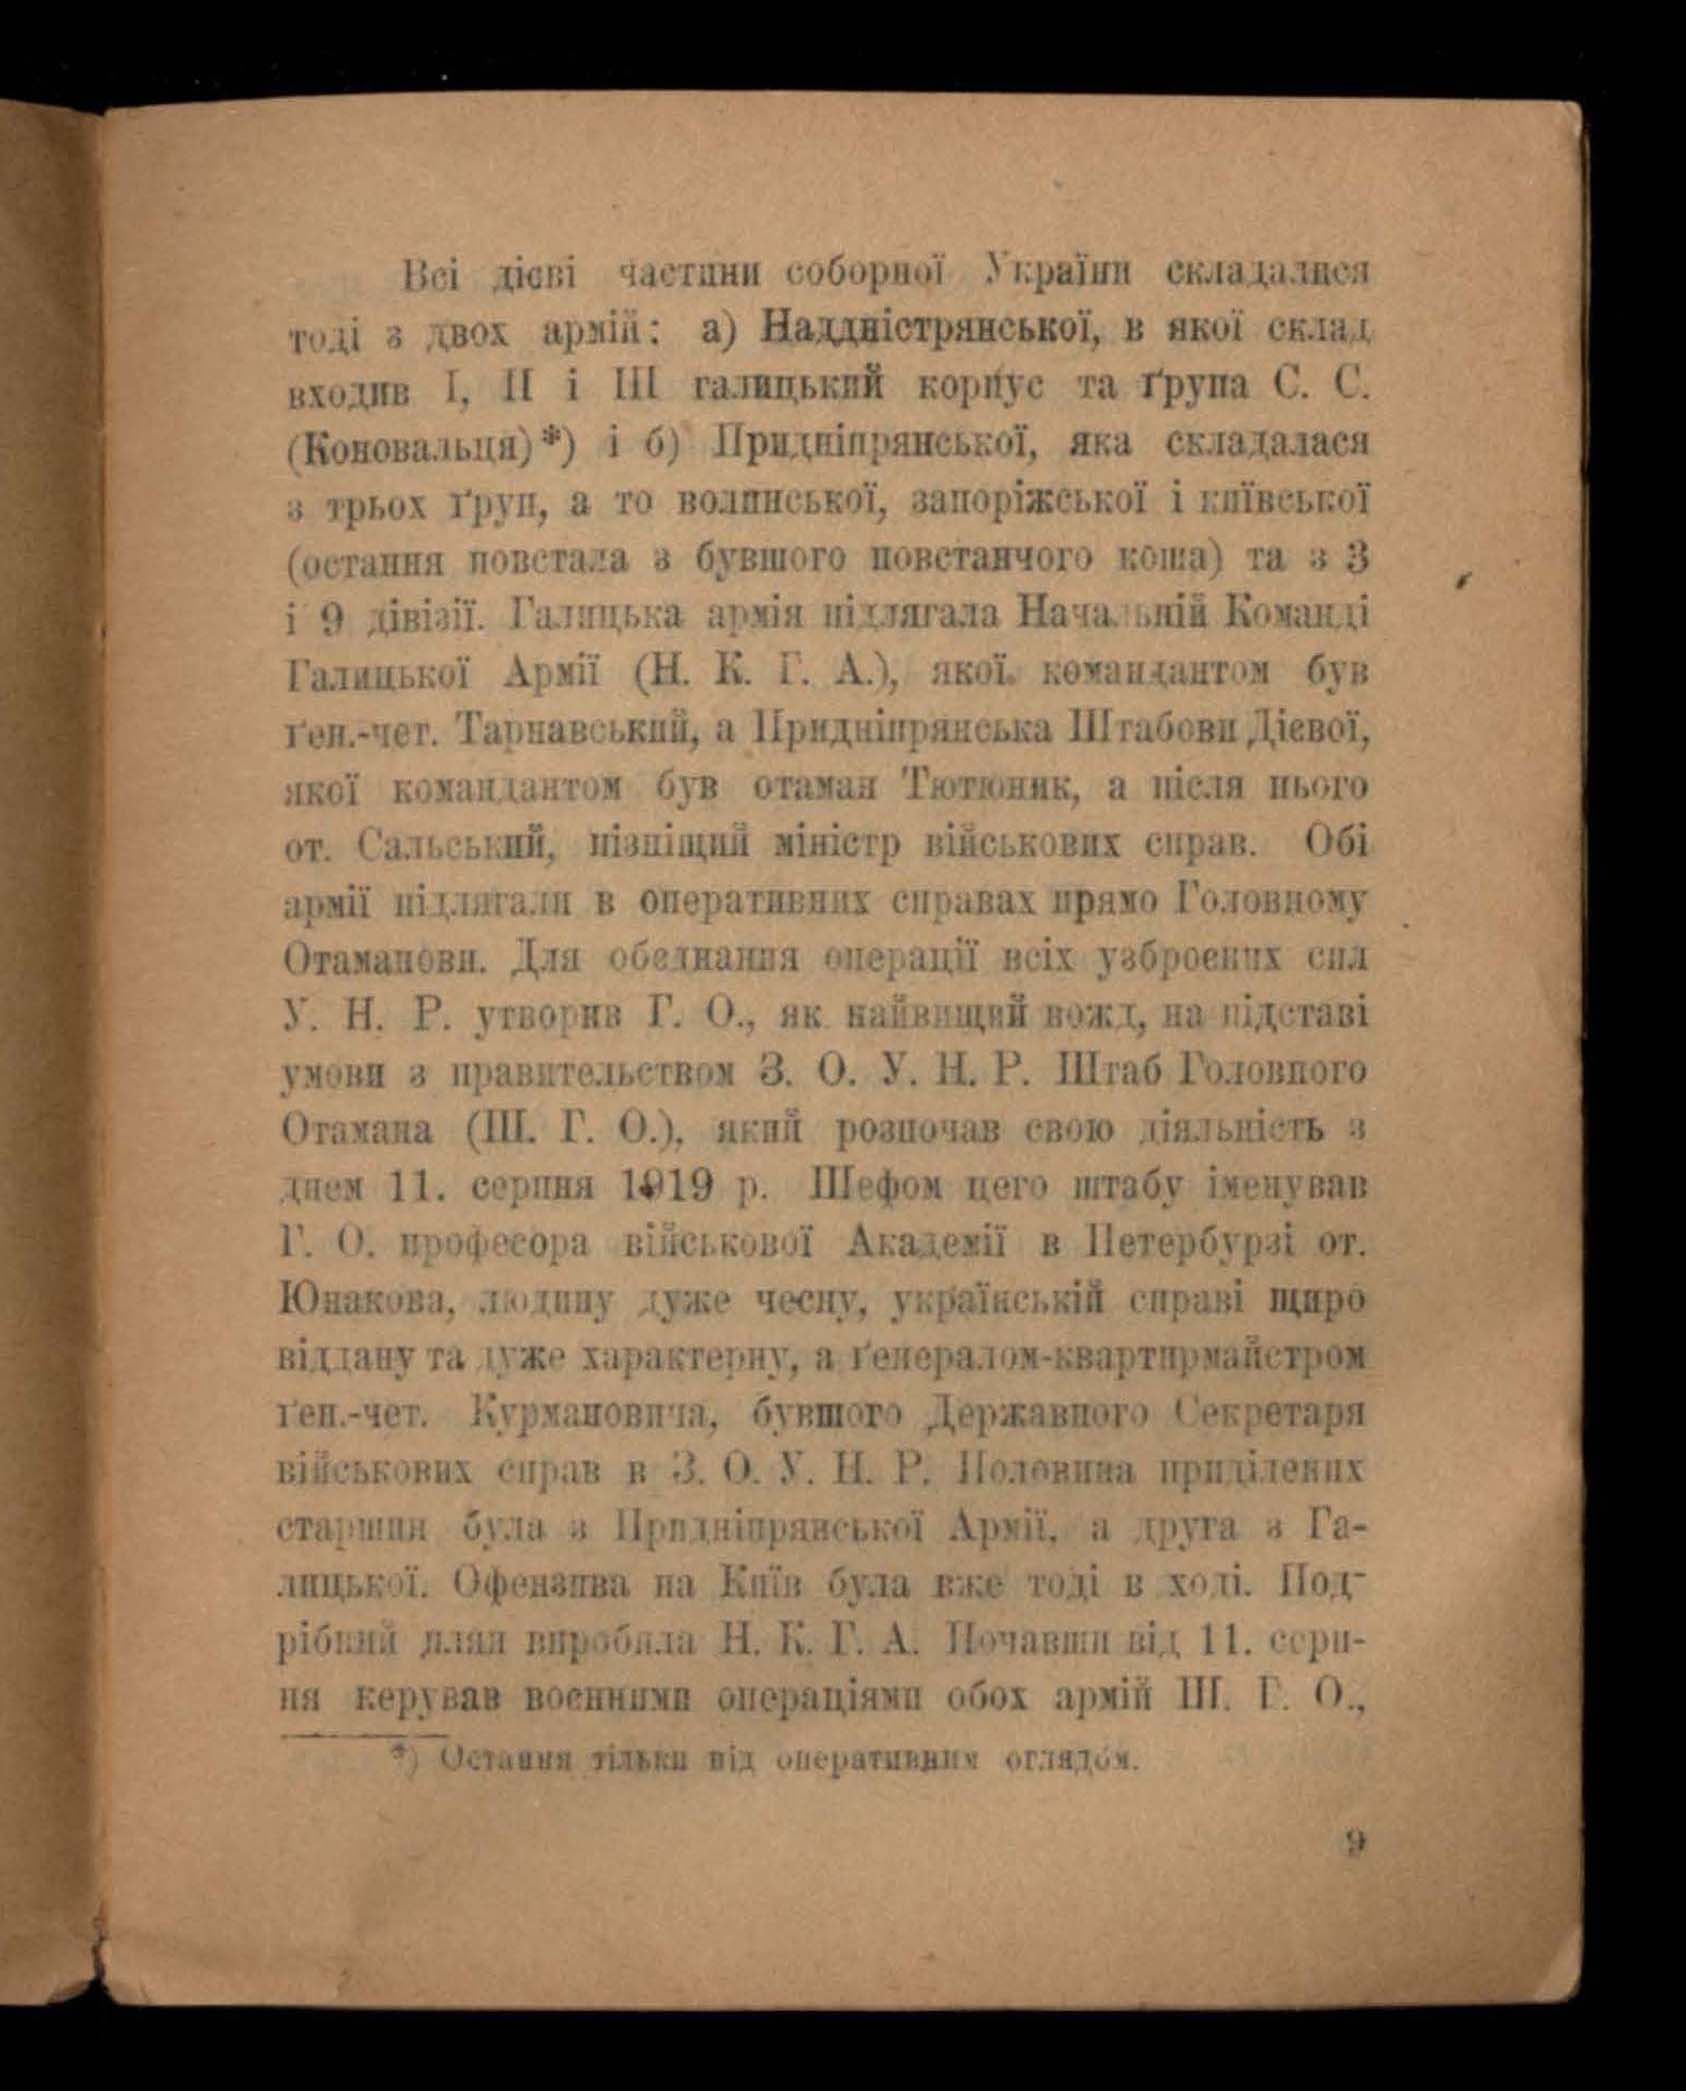 Всі дієві частини соборної України складалися
тоді з двох армій: а) Наддністрянської, в якої склад
входив I, II і III галицький корпус та ґрупа С. С.
(Коновальця)*) і б) Придніпрянської, яка складалася
з трьох ґруп, а то волинської, запоріжської і київської
(остання повстала з бувшого повстанчого коша) та з 3
і 9 дівізії. Галицька армія підлягала Начальній Команді
Галицької Армії (Н. К. Г. А.), якої командантом був
ґен.-чет. Тарнавський, а Придніпрянська Штабови Дієвої,
якої командантом був отаман Тютюник, а після нього
от. Сальський, пізніщий міністр військових справ. Обі
армії підлягали в оперативних справах прямо Головному
Отаманови. Для обєднання операції всіх узброєних сил
У. Н. Р. утворив Г. О., як найвищий вожд, на підставі
умови з правительством З. О. У. Н. Р. Штаб Головного
Отамана (Ш. Г. О.), який розпочав свою діяльність з
днем 11. серпня 1919 р. Шефом цего штабу іменував
Г. О. професора військової Академії в Петербурзі от.
Юнакова, людину дуже чесну, українській справі щиро
віддану та дуже характерну, а ґенералом-квартирмайстром
ґен.-чет. Курмановича, бувшого Державного Секретаря
військових справ в З. О. У. Н. Р. Половина приділених
старшин була з Придніпрянської Армії, а друга з Га-
лицької. Офензива на Київ була вже тоді в ході. Под-
рібний плян виробила Н. К. Г. А. Почавши від 11. серп-
ня керував воєнними операціями обох армій Ш. Г. О.,
*) Остання тільки під оперативним оглядом.
9